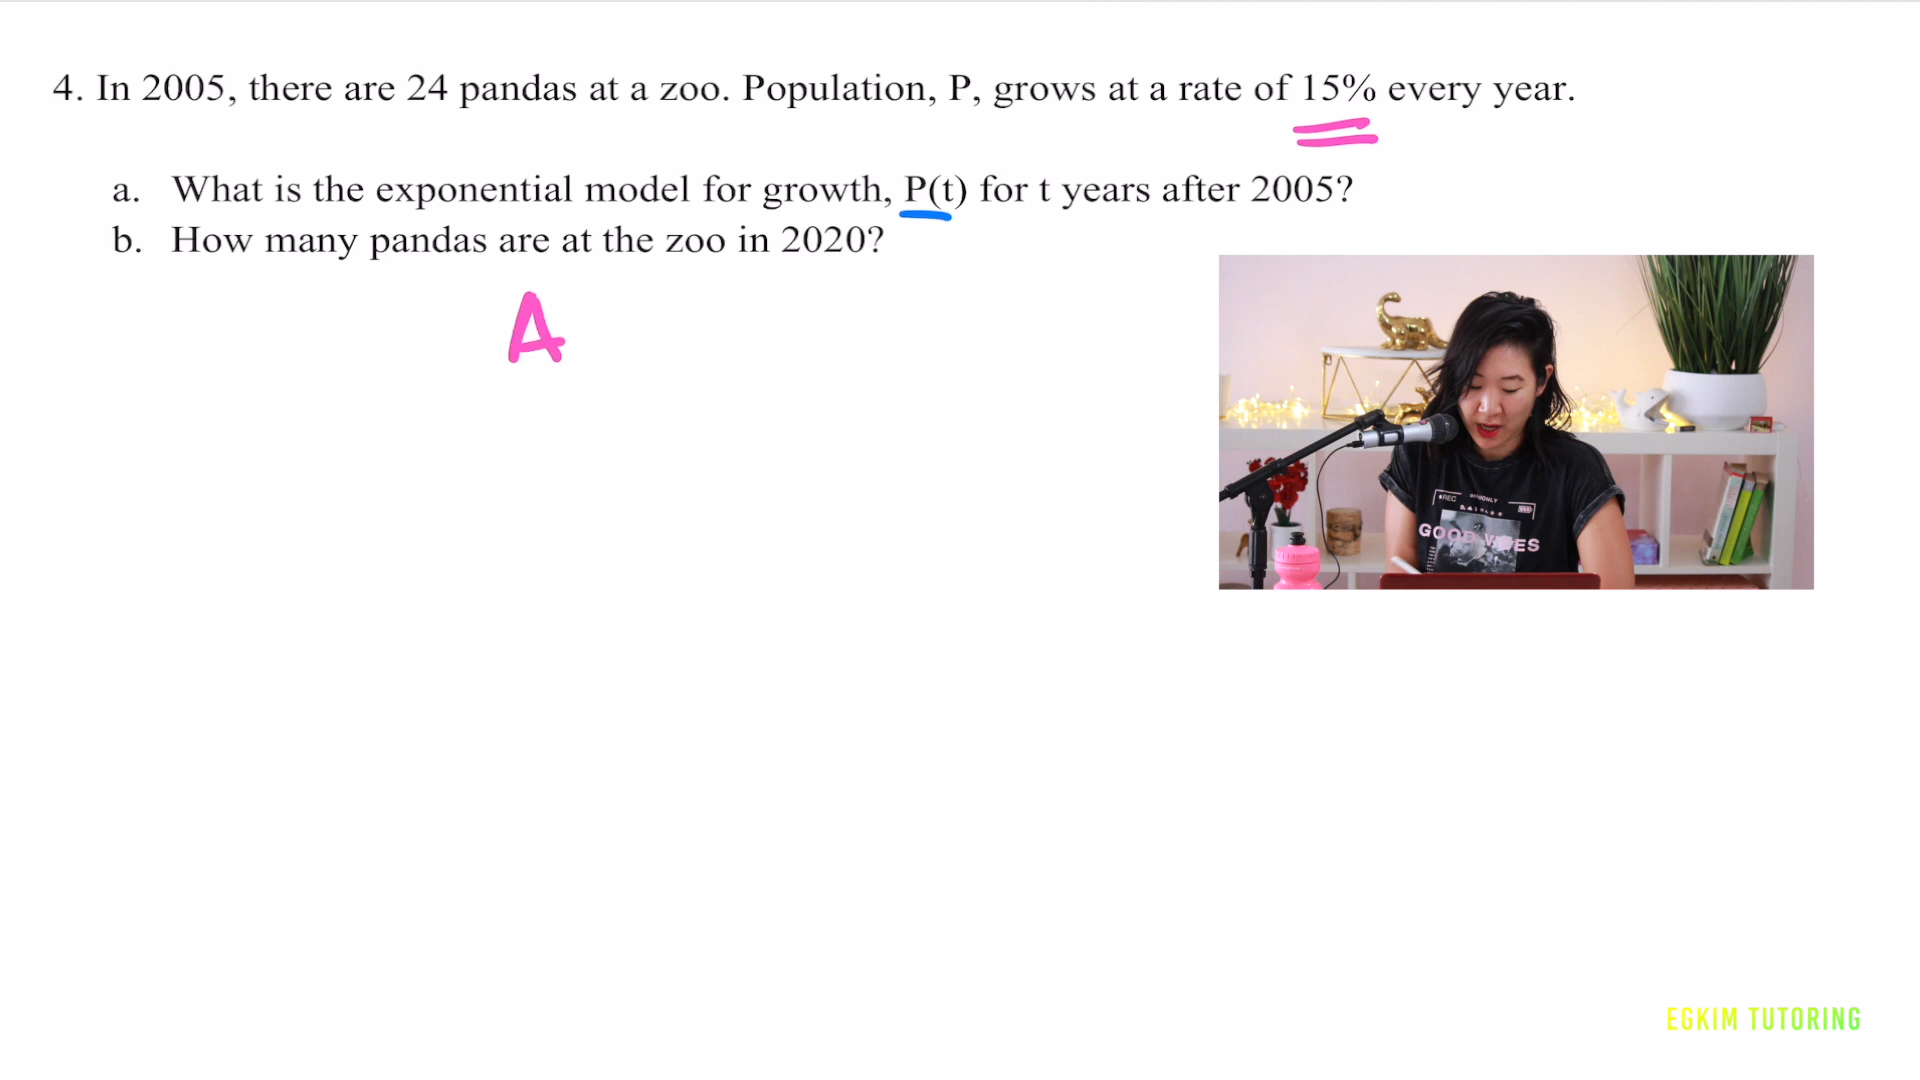 4. In 2005, there are 24 pandas at a zoo. Population, P, grows at a rate of 15% every year.
a. What is the exponential model for growth, P(t) for t years after 2005?
b. How many pandas are at the zoo in 2020?
A
REC
GOOD VIBES
EGKIM TUTORING